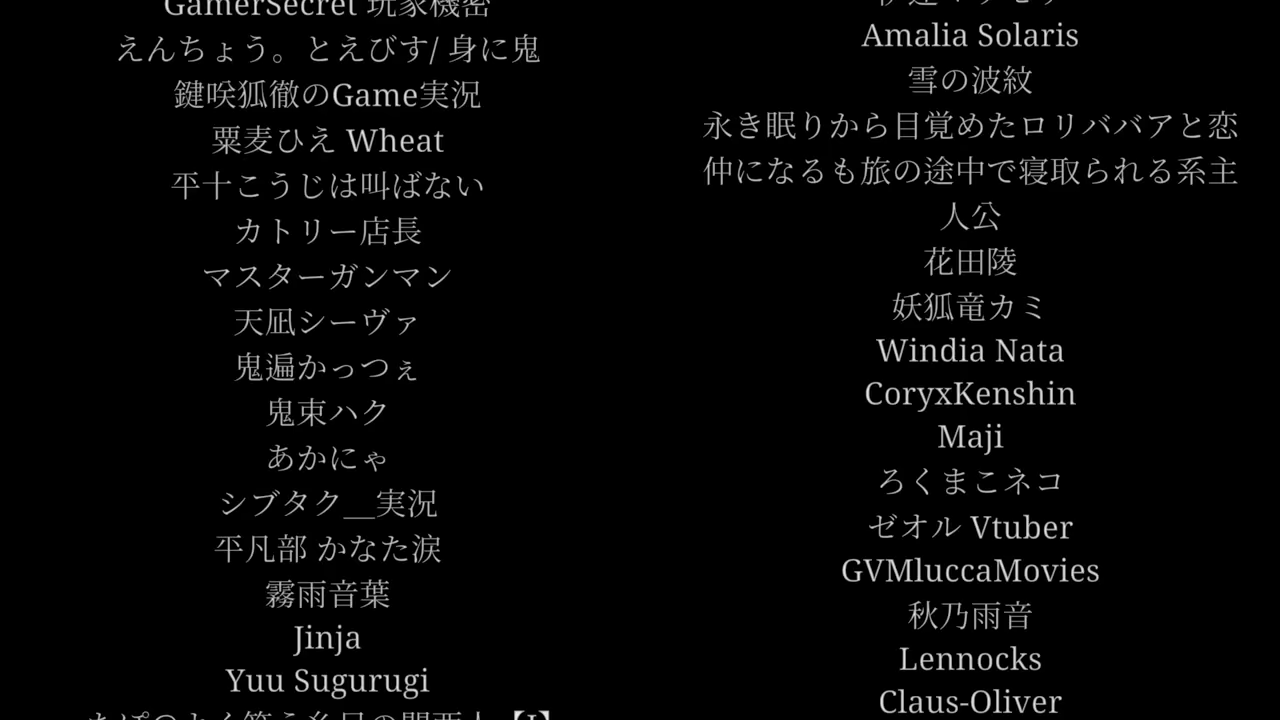 GamerSecret 玩家機密
えんちょう。とえびす/ 身に鬼
鍵咲狐徹のGame実況
粟麦ひえ Wheat
平十こうじは叫ばない
カトリー店長
マスターガンマン
天凪シーヴァ
鬼遍かっつぇ
鬼束ハク
あかにゃ
シブタク__実況
平凡部 かなた涙
霧雨音葉
Jinja
Yuu Sugurugi
Amalia Solaris
雪の波紋
永き眠りから目覚めたロリババアと恋
仲になるも旅の途中で寝取られる系主
人公
花田陵
妖狐竜カミ
Windia Nata
CoryxKenshin
Maji
ろくまこネコ
ゼオル Vtuber
GVMluccaMovies
秋乃雨音
Lennocks
Claus-Oliver